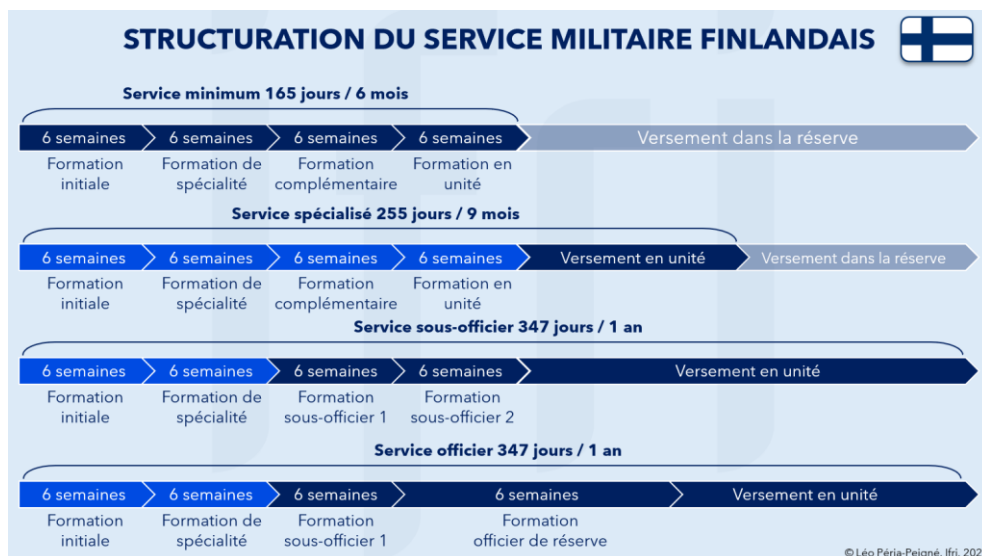 STRUCTURATION DU SERVICE MILITAIRE FINLANDAIS
Service minimum 165 jours / 6 mois
6 semaines 6 semaines 6 semaines 6 semaines Versement dans la réserve
Formation Formation de Formation Formation en
initiale spécialité complémentaire unité
Service spécialisé 255 jours / 9 mois
6 semaines 6 semaines 6 semaines 6 semaines Versement en unité Versement dans la réserve
Formation Formation de Formation Formation en
initiale spécialité complémentaire unité
Service sous-officier 347 jours / 1 an
6 semaines 6 semaines 6 semaines 6 semaines Versement en unité
Formation Formation de Formation Formation
initiale spécialité sous-officier 1 sous-officier 2
Service officier 347 jours / 1 an
6 semaines 6 semaines 6 semaines 6 semaines Versement en unité
Formation Formation de Formation Formation
initiale spécialité sous-officier 1 officier de réserve
© Léo Péria-Peigné, Ifri, 202